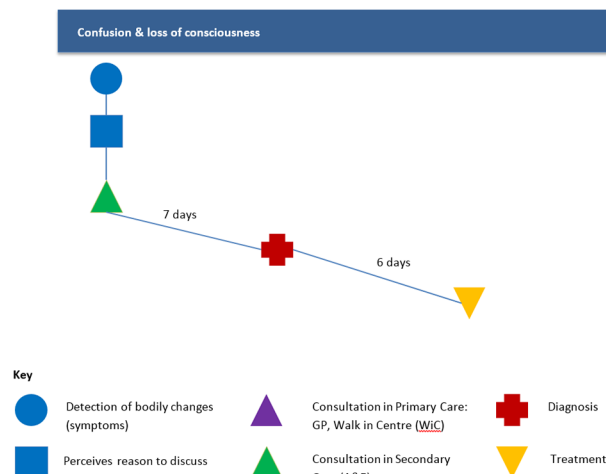 Confusion & loss of consciousness
7 days
6 days
Key
Detection of bodily changes
(symptoms)
Consultation in Primary Care:
GP, Walk in Centre (WiC)
Diagnosis
Perceives reason to discuss
Consultation in Secondary
Treatment